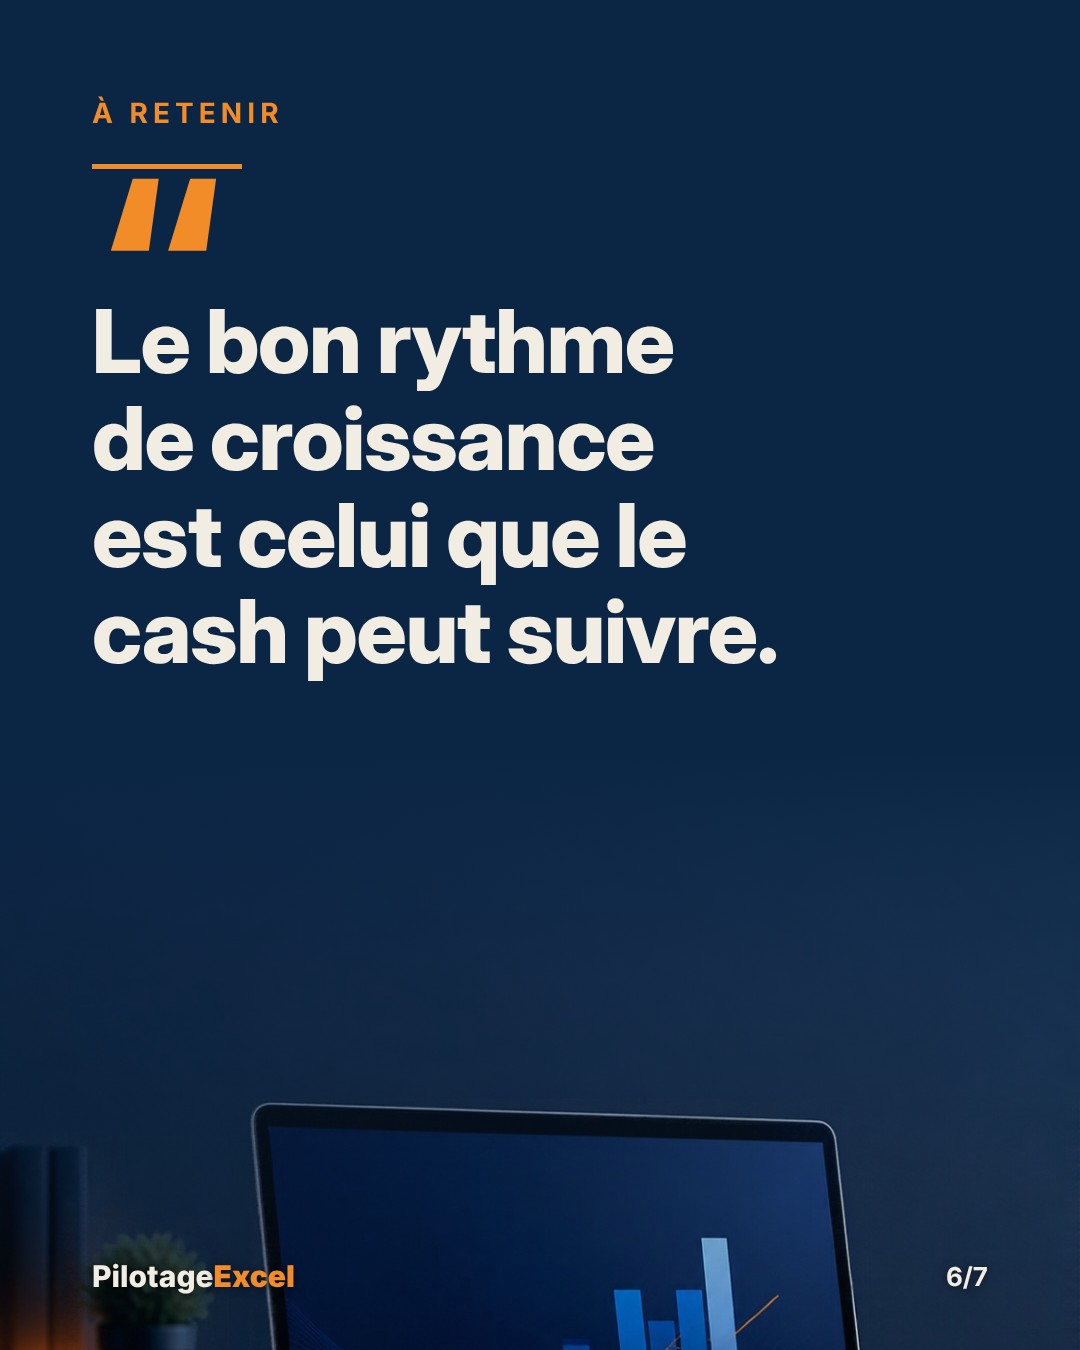 À RETENIR
"
Le bon rythme
de croissance
est celui que le
cash peut suivre.
PilotageExcel
6/7